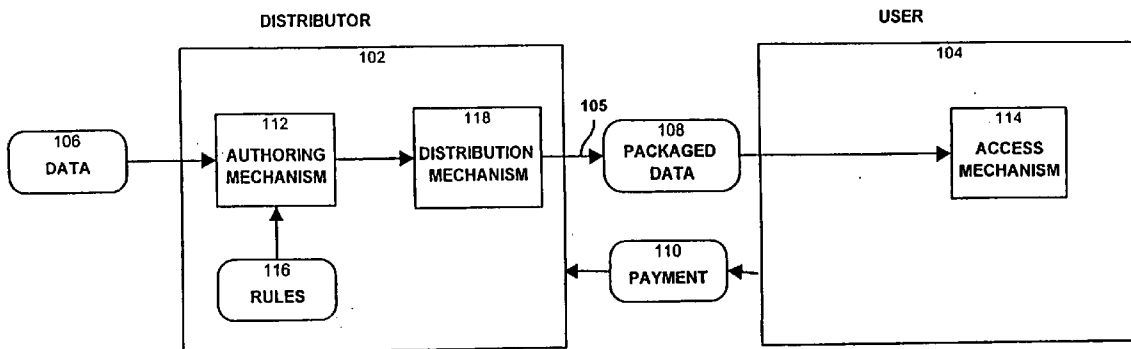 DISTRIBUTOR
USER
102
104
106
DATA
112
AUTHORING
MECHANISM
118
DISTRIBUTION
MECHANISM
105
108
PACKAGED
DATA
114
ACCESS
MECHANISM
116
RULES
110
PAYMENT